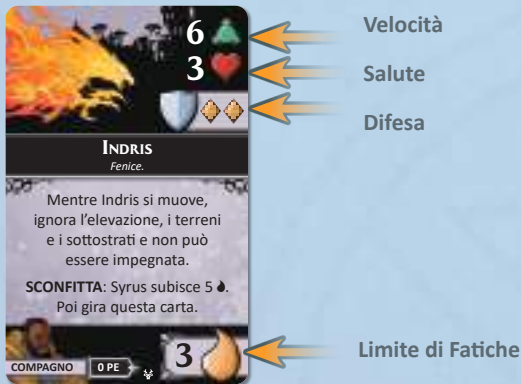 6
Velocità
3
Salute
Difesa
INDRIS
Fenice.
Mentre Indris si muove,
ignora l'elevazione, i terreni
e i sottostrati e non può
essere impegnata.
SCONFITTA: Syrus subisce 5 .
Poi gira questa carta.
COMPAGNO
0 PE
3
Limite di Fatiche